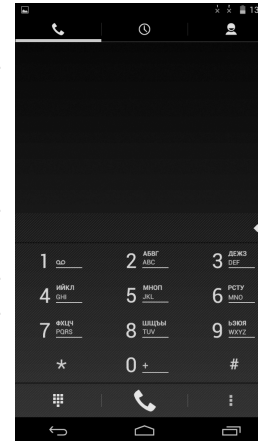 13
1
2 АБВГ ABC
3 ДЕЖЗ DEF
4 ИЙКЛ GHI
5 МНОП JKL
6 РСТУ MNO
7 ФХЦЧ PQRS
8 ШЩЪЫ TUV
9 ЬЭЮЯ WXYZ
*
0 +
#